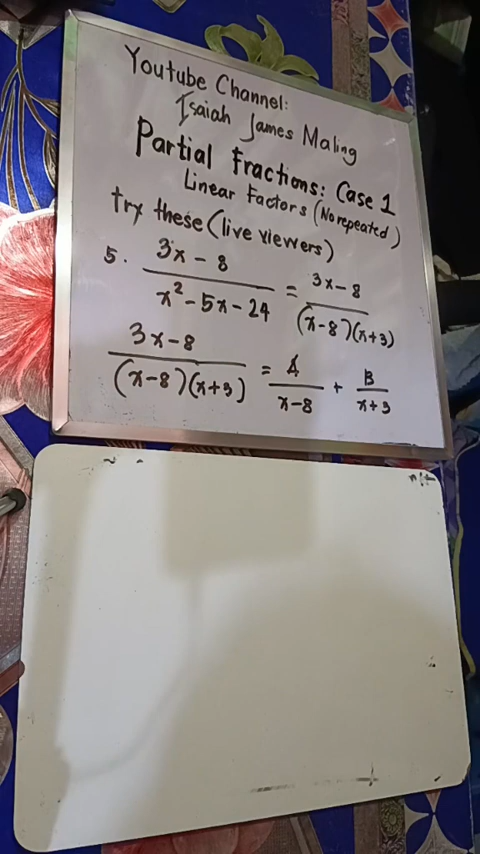 Youtube Channel:
Isaiah James Maling
Partial Fractions: Case 1
Linear Factors (No repeated)
try these (live viewers)
5. 3x - 8 / x² - 5x - 24 = 3x - 8 / (x - 8)(x + 3)
3x - 8 / (x - 8)(x + 3) = A / x - 8 + B / x + 3